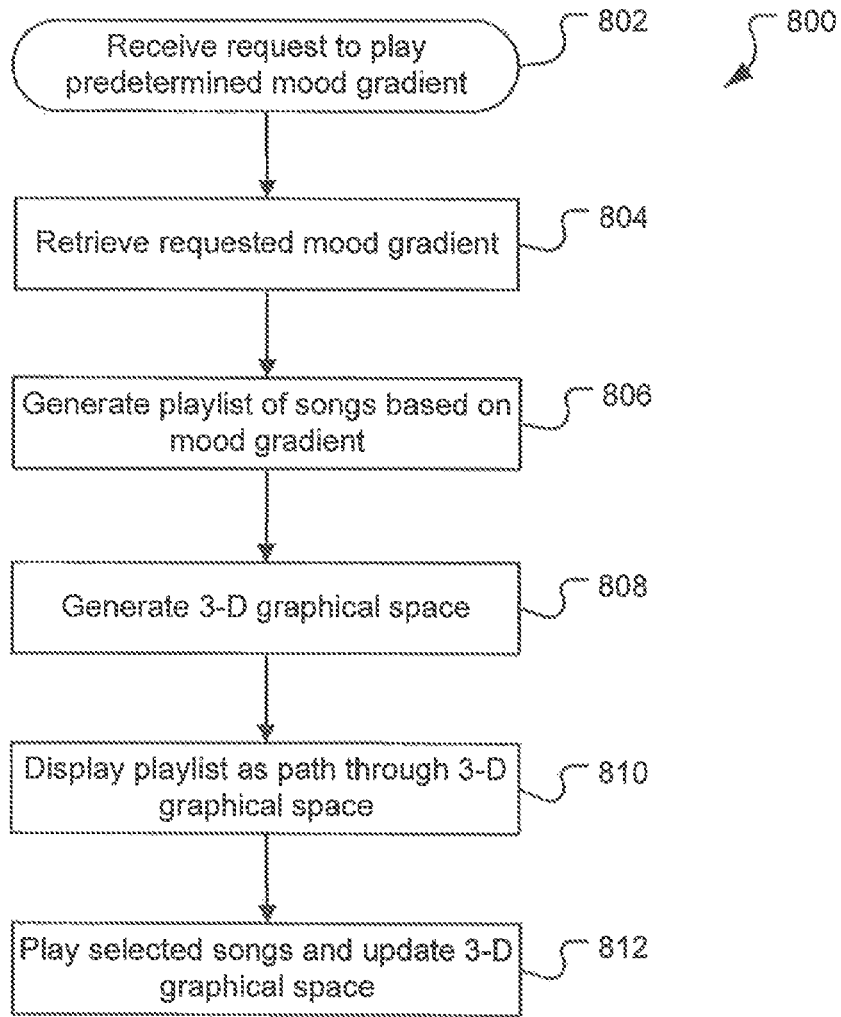 Receive request to play
predetermined mood gradient
802
800
Retrieve requested mood gradient
804
Generate playlist of songs based on
mood gradient
806
Generate 3-D graphical space
808
Display playlist as path through 3-D
graphical space
810
Play selected songs and update 3-D
graphical space
812